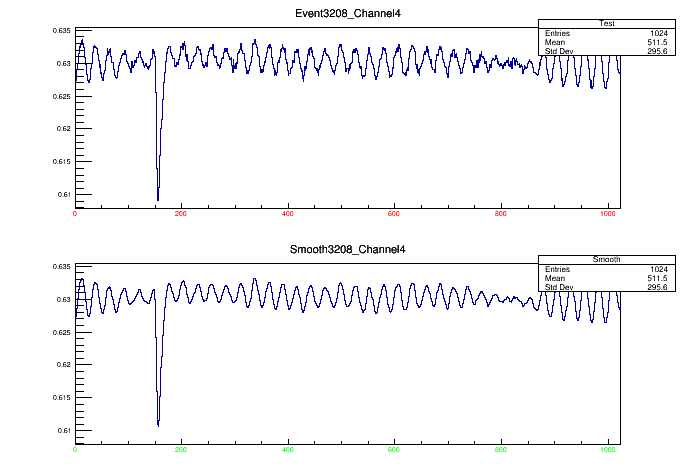 Event3208_Channel4
Test
Entries 1024
Mean 511.5
Std Dev 295.6
0.635
0.63
0.625
0.62
0.615
0.61
0 200 400 600 800 1000
Smooth3208_Channel4
Smooth
Entries 1024
Mean 511.5
Std Dev 295.6
0.635
0.63
0.625
0.62
0.615
0.61
0 200 400 600 800 1000